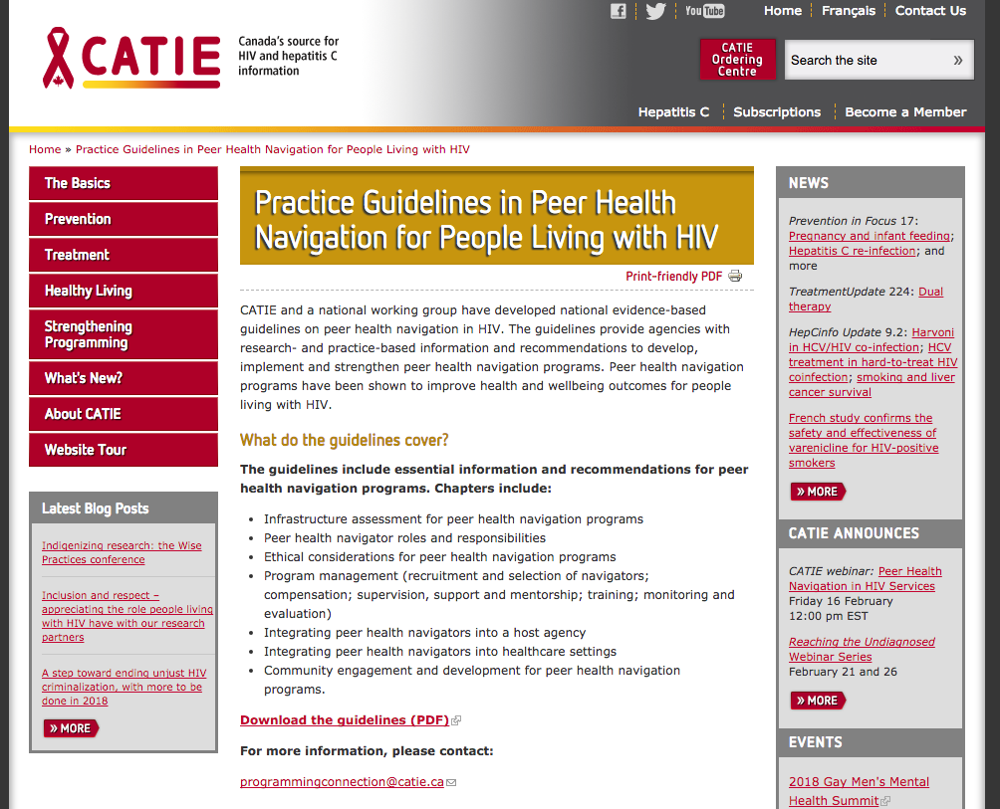 You Tube
Home
Français
Contact Us
CATIE
Canada's source for
HIV and hepatitis C
information
CATIE
Ordering
Centre
Search the site »
Hepatitis C
Subscriptions
Become a Member
Home » Practice Guidelines in Peer Health Navigation for People Living with HIV
The Basics
Prevention
Treatment
Healthy Living
Strengthening
Programming
What's New?
About CATIE
Website Tour
Latest Blog Posts
Indigenizing research: the Wise
Practices conference
Inclusion and respect –
appreciating the role people living
with HIV have with our research
partners
A step toward ending unjust HIV
criminalization, with more to be
done in 2018
» MORE
Practice Guidelines in Peer Health
Navigation for People Living with HIV
Print-friendly PDF
CATIE and a national working group have developed national evidence-based
guidelines on peer health navigation in HIV. The guidelines provide agencies with
research- and practice-based information and recommendations to develop,
implement and strengthen peer health navigation programs. Peer health navigation
programs have been shown to improve health and wellbeing outcomes for people
living with HIV.
What do the guidelines cover?
The guidelines include essential information and recommendations for peer
health navigation programs. Chapters include:
• Infrastructure assessment for peer health navigation programs
• Peer health navigator roles and responsibilities
• Ethical considerations for peer health navigation programs
• Program management (recruitment and selection of navigators;
compensation; supervision, support and mentorship; training; monitoring and
evaluation)
• Integrating peer health navigators into a host agency
• Integrating peer health navigators into healthcare settings
• Community engagement and development for peer health navigation
programs.
Download the guidelines (PDF)
For more information, please contact:
programmingconnection@catie.ca
NEWS
Prevention in Focus 17:
Pregnancy and infant feeding;
Hepatitis C re-infection; and
more
TreatmentUpdate 224: Dual
therapy
HepCinfo Update 9.2: Harvoni
in HCV/HIV co-infection; HCV
treatment in hard-to-treat HIV
coinfection; smoking and liver
cancer survival
French study confirms the
safety and effectiveness of
varenicline for HIV-positive
smokers
» MORE
CATIE ANNOUNCES
CATIE webinar: Peer Health
Navigation in HIV Services
Friday 16 February
12:00 pm EST
Reaching the Undiagnosed
Webinar Series
February 21 and 26
» MORE
EVENTS
2018 Gay Men's Mental
Health Summit